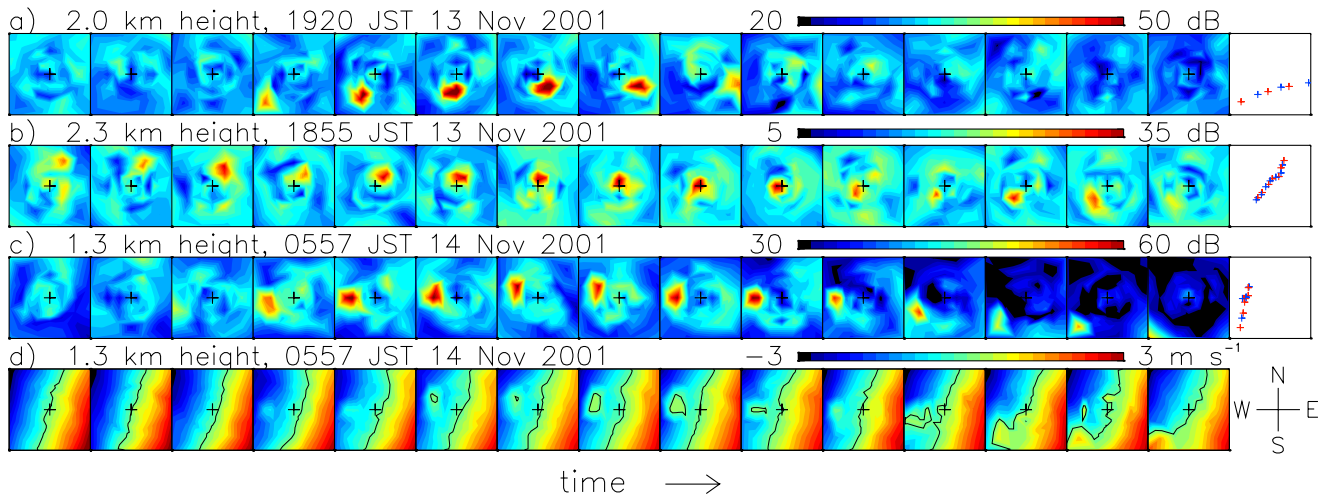 a) 2.0 km height, 1920 JST 13 Nov 2001 20 50 dB
b) 2.3 km height, 1855 JST 13 Nov 2001 5 35 dB
c) 1.3 km height, 0557 JST 14 Nov 2001 30 60 dB
d) 1.3 km height, 0557 JST 14 Nov 2001 −3 3 m s⁻¹
N
W E
S
time →